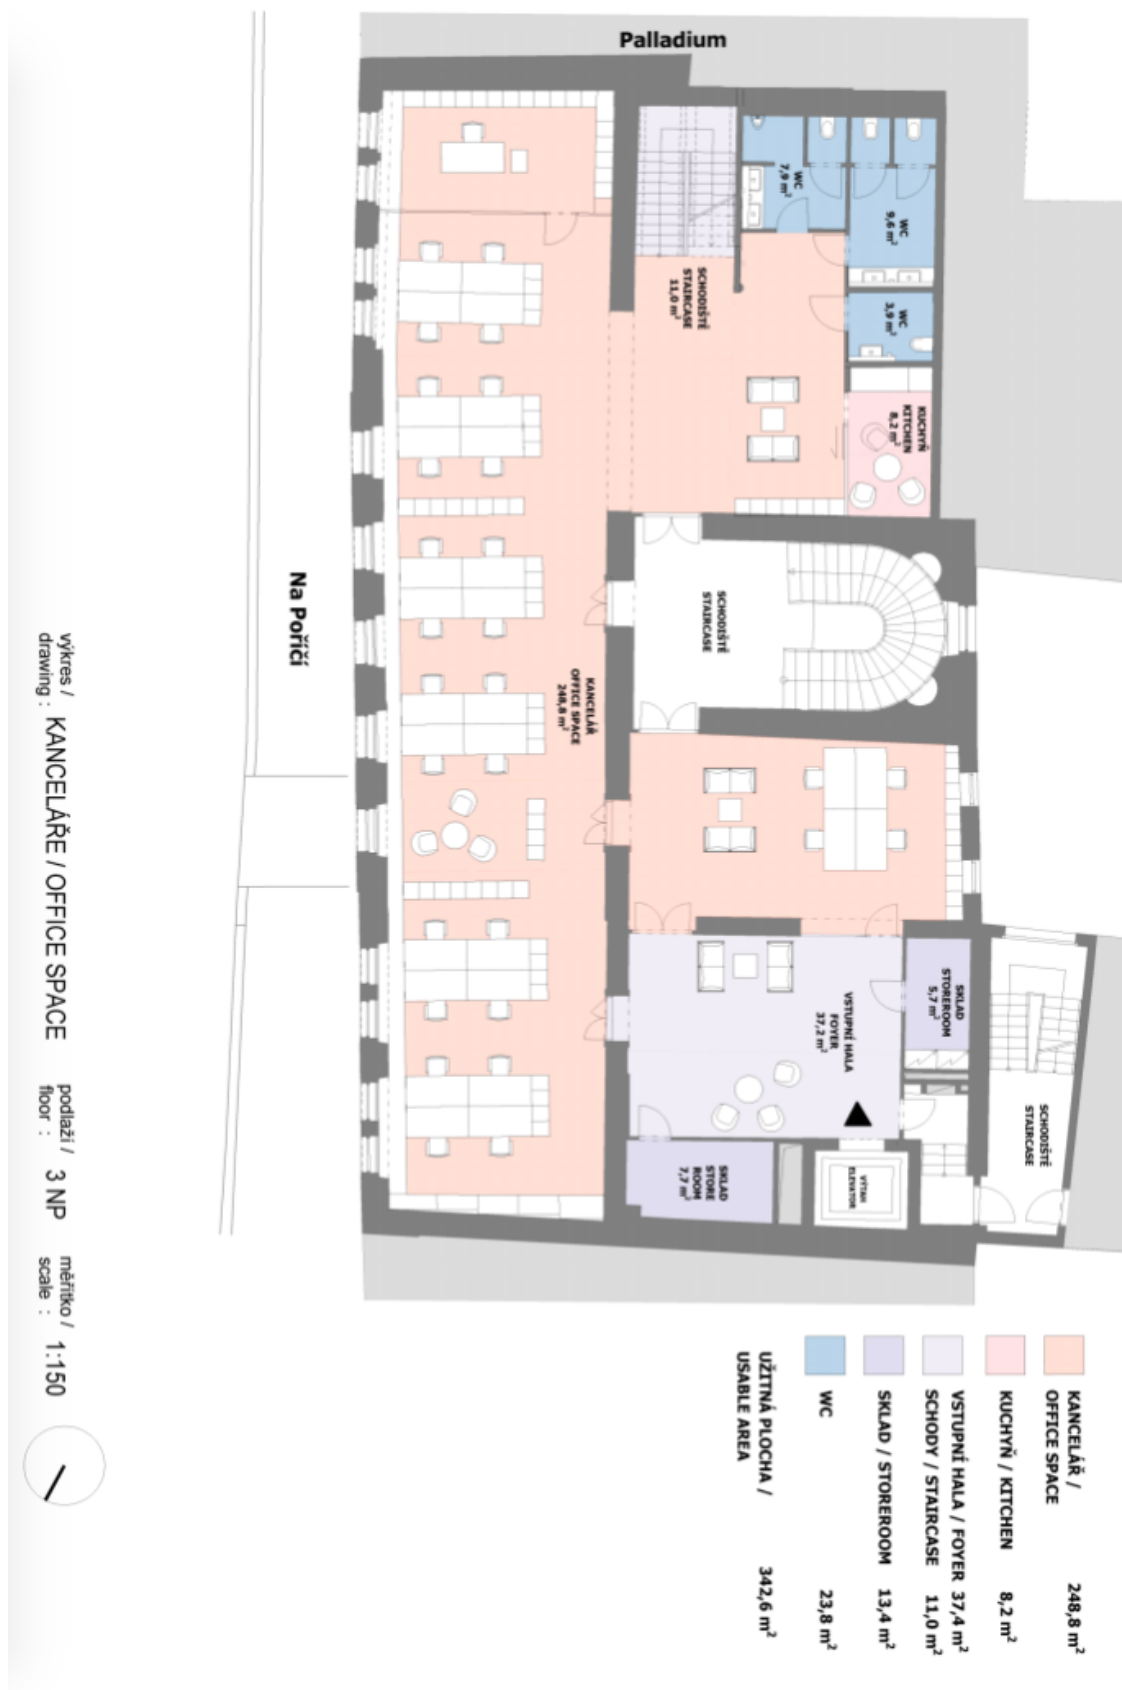 Palladium
WC
7,9 m²
WC
9,6 m²
WC
3,9 m²
SCHODIŠTĚ
STAIRCASE
11,0 m²
KUCHYŇ
KITCHEN
8,2 m²
SCHODIŠTĚ
STAIRCASE
KANCELÁŘ
OFFICE SPACE
248,8 m²
Na Poříčí
VSTUPNÍ HALA
FOYER
37,2 m²
SKLAD
STOREROOM
5,7 m²
SCHODIŠTĚ
STAIRCASE
SKLAD
STORE
ROOM
7,7 m²
VÝTAH
ELEVATOR
KANCELÁŘ /
OFFICE SPACE 248,8 m²
KUCHYŇ / KITCHEN 8,2 m²
VSTUPNÍ HALA / FOYER 37,4 m²
SCHODY / STAIRCASE 11,0 m²
SKLAD / STOREROOM 13,4 m²
WC 23,8 m²
UŽITNÁ PLOCHA /
USABLE AREA 342,6 m²
výkres /
drawing : KANCELÁŘE / OFFICE SPACE
podlaží /
floor : 3 NP
měřítko /
scale : 1:150